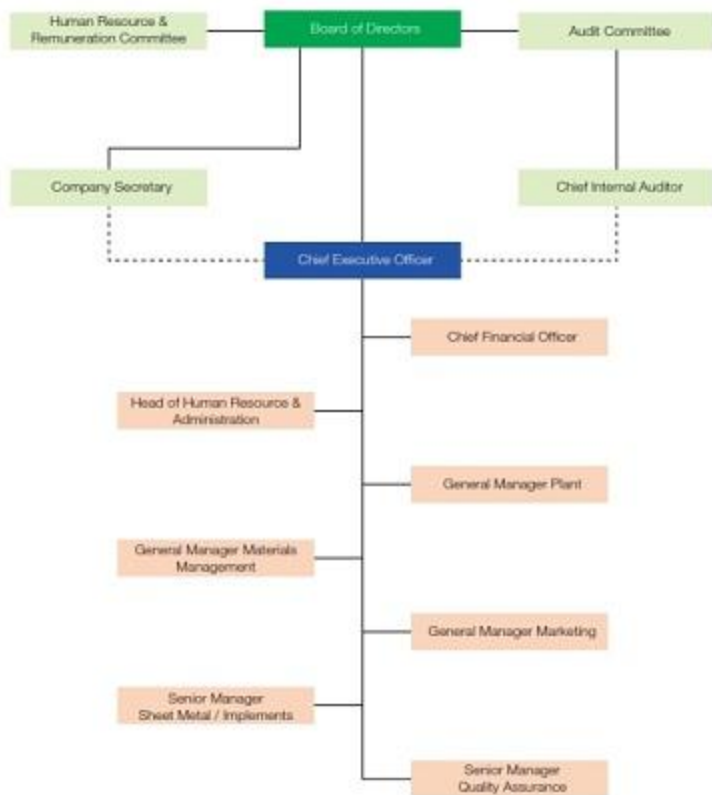 Human Resource &
Remuneration Committee
Board of Directors
Audit Committee
Company Secretary
Chief Internal Auditor
Chief Executive Officer
Chief Financial Officer
Head of Human Resource &
Administration
General Manager Plant
General Manager Materials
Management
General Manager Marketing
Senior Manager
Sheet Metal / Implements
Senior Manager
Quality Assurance